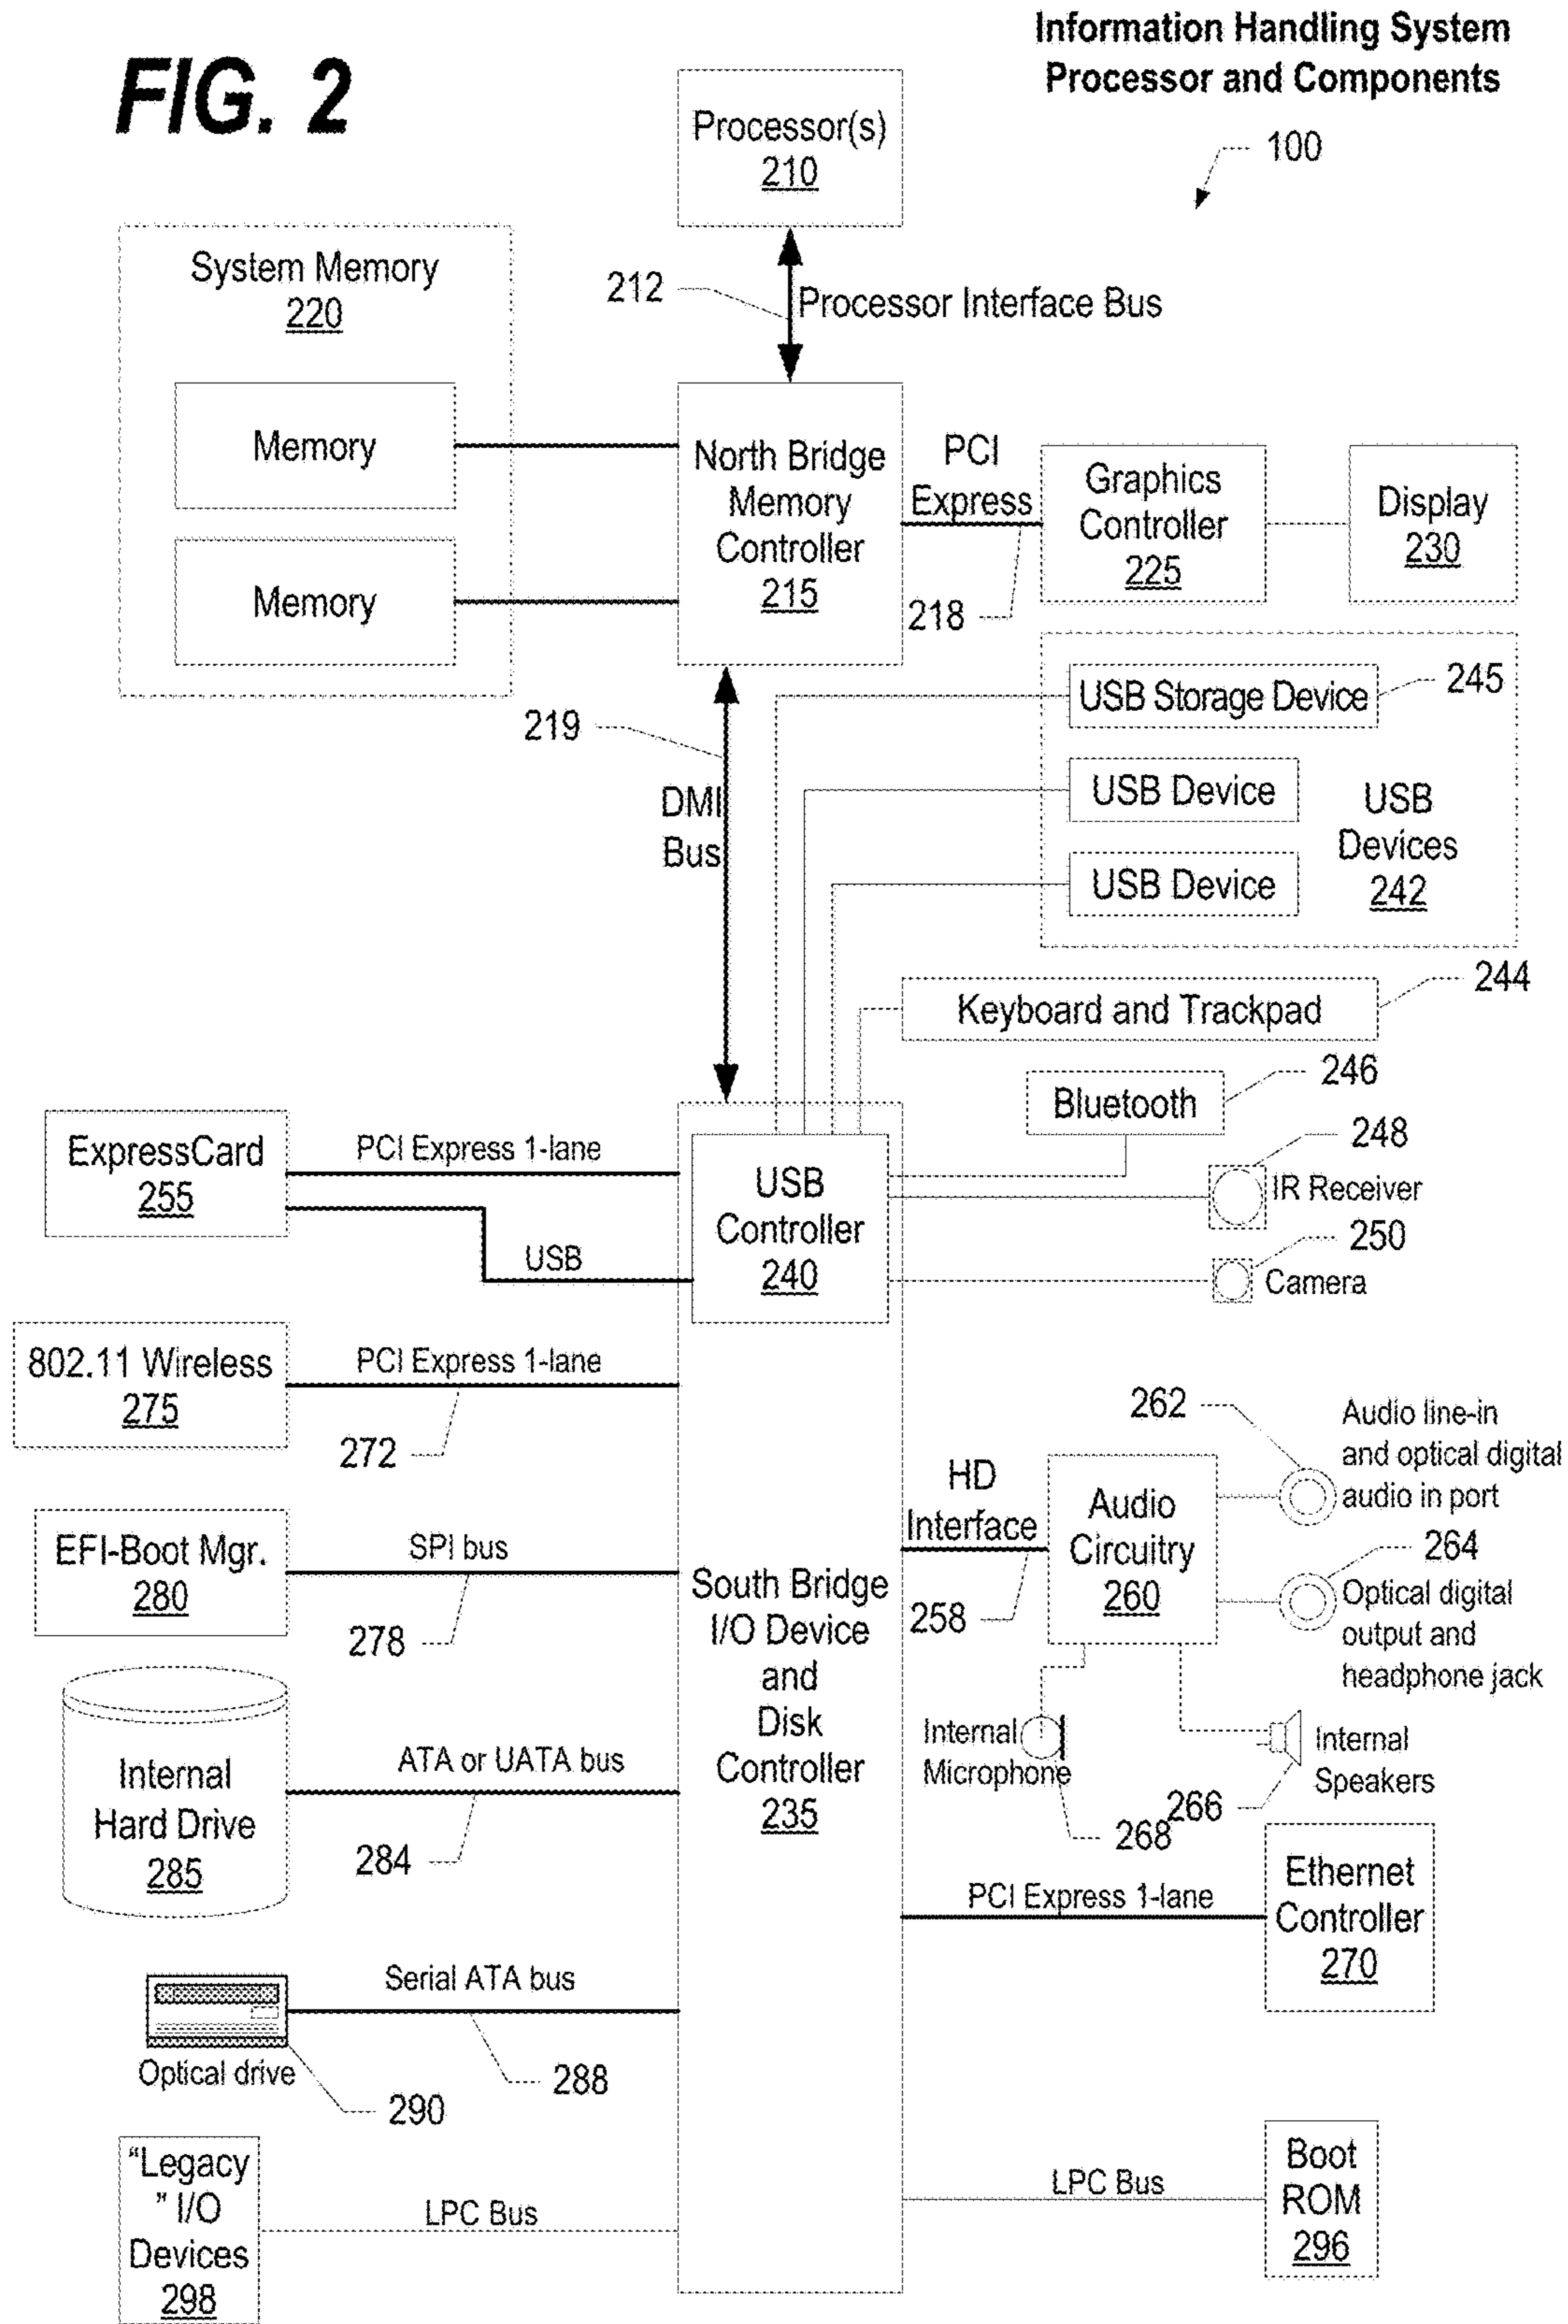 FIG. 2
Information Handling System
Processor and Components
100
Processor(s)
210
212
Processor Interface Bus
System Memory
220
Memory
Memory
North Bridge
Memory
Controller
215
PCI
Express
218
Graphics
Controller
225
Display
230
219
DMI
Bus
USB Storage Device
245
USB Device
USB Device
USB
Devices
242
Keyboard and Trackpad
244
Bluetooth
246
248
IR Receiver
250
Camera
ExpressCard
255
PCI Express 1-lane
USB
USB
Controller
240
802.11 Wireless
275
PCI Express 1-lane
272
EFI-Boot Mgr.
280
SPI bus
278
South Bridge
I/O Device
and
Disk
Controller
235
HD
Interface
258
Audio
Circuitry
260
262
Audio line-in
and optical digital
audio in port
264
Optical digital
output and
headphone jack
Internal
Microphone
268
Internal
Speakers
266
Internal
Hard Drive
285
ATA or UATA bus
284
PCI Express 1-lane
Ethernet
Controller
270
Serial ATA bus
288
Optical drive
290
“Legacy
” I/O
Devices
298
LPC Bus
LPC Bus
Boot
ROM
296